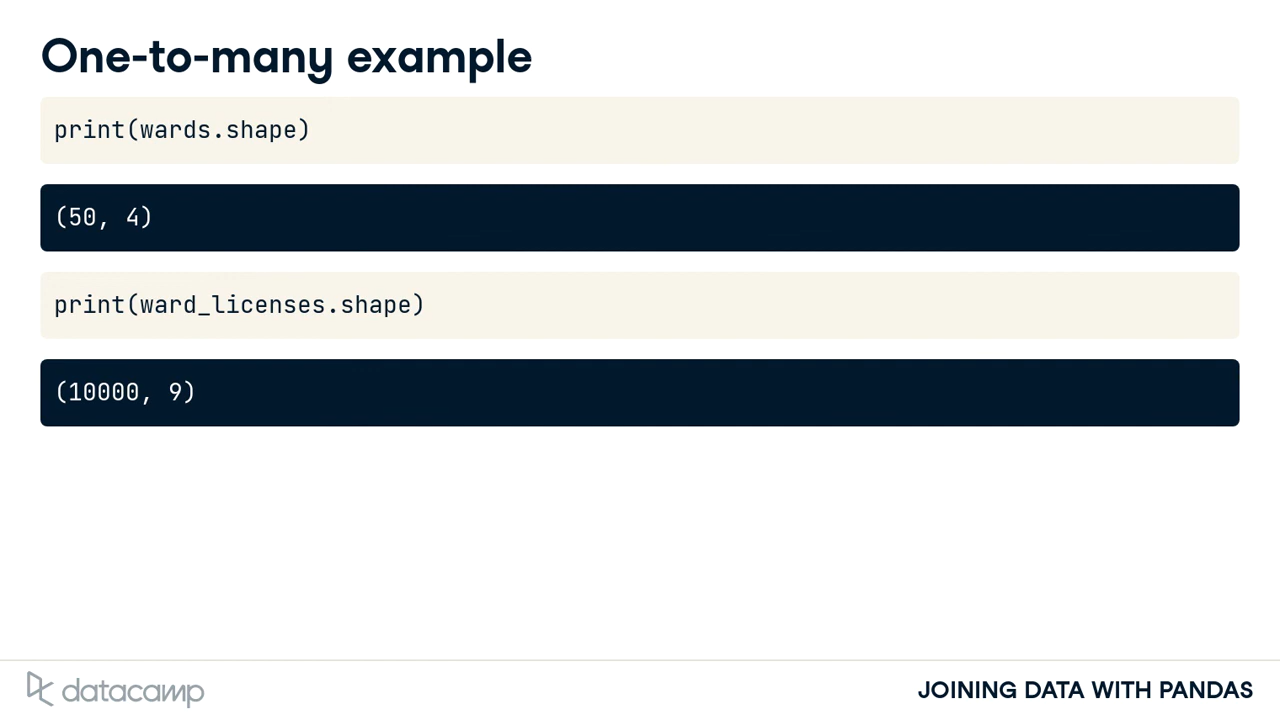 One-to-many example
print(wards.shape)
(50, 4)
print(ward_licenses.shape)
(10000, 9)
datacamp
JOINING DATA WITH PANDAS